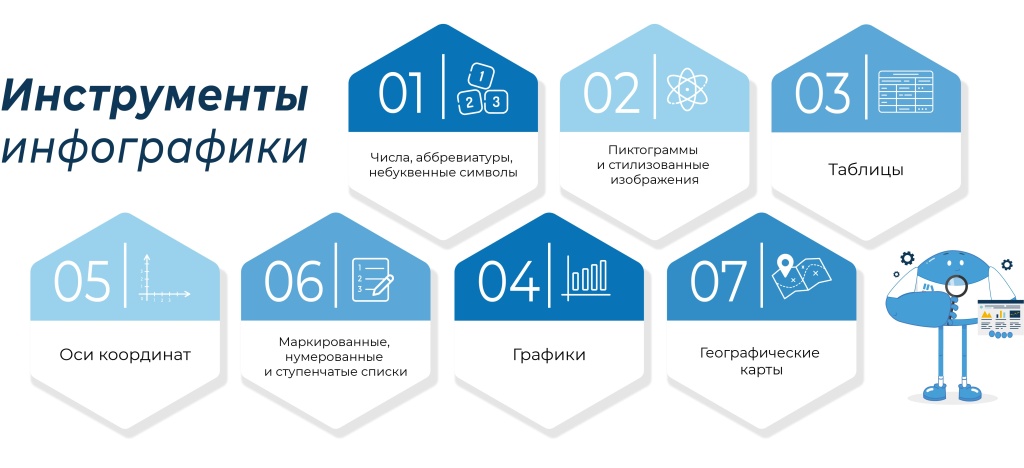 Инструменты
инфографики
01
1
2 3
Числа, аббревиатуры,
небуквенные символы
02
Пиктограммы
и стилизованные
изображения
03
Таблицы
05
Оси координат
06
1
2
3
Маркированные,
нумерованные
и ступенчатые списки
04
Графики
07
Географические
карты